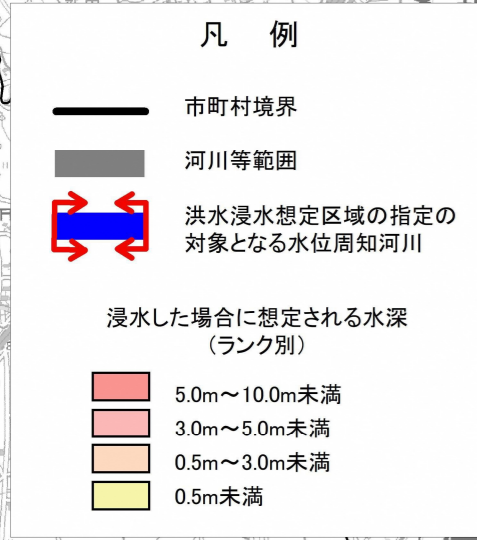 凡 例
市町村境界
河川等範囲
洪水浸水想定区域の指定の
対象となる水位周知河川
浸水した場合に想定される水深
（ランク別）
5.0m～10.0m未満
3.0m～5.0m未満
0.5m～3.0m未満
0.5m未満